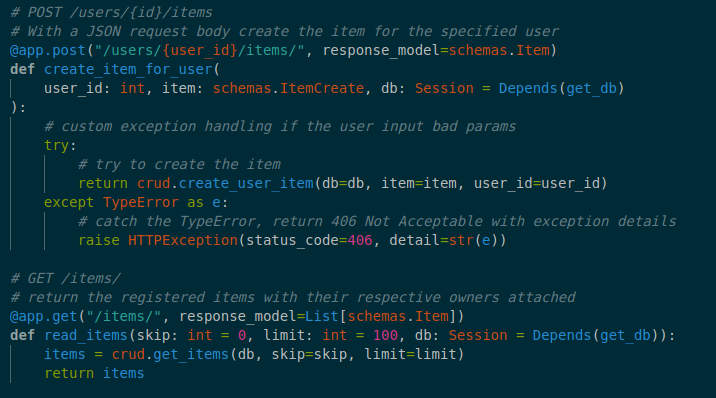 # POST /users/{id}/items
# With a JSON request body create the item for the specified user
@app.post("/users/{user_id}/items/", response_model=schemas.Item)
def create_item_for_user(
    user_id: int, item: schemas.ItemCreate, db: Session = Depends(get_db)
):
    # custom exception handling if the user input bad params
    try:
        # try to create the item
        return crud.create_user_item(db=db, item=item, user_id=user_id)
    except TypeError as e:
        # catch the TypeError, return 406 Not Acceptable with exception details
        raise HTTPException(status_code=406, detail=str(e))

# GET /items/
# return the registered items with their respective owners attached
@app.get("/items/", response_model=List[schemas.Item])
def read_items(skip: int = 0, limit: int = 100, db: Session = Depends(get_db)):
    items = crud.get_items(db, skip=skip, limit=limit)
    return items